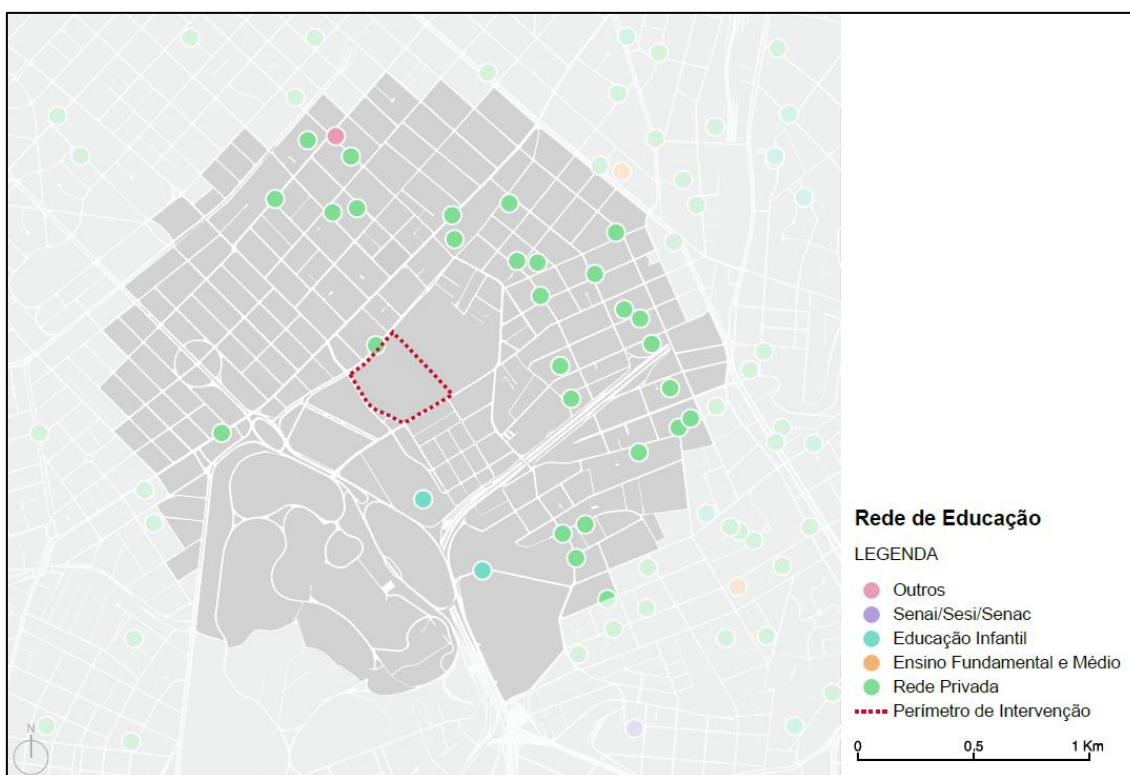 Rede de Educação
LEGENDA
Outros
Senai/Sesi/Senac
Educação Infantil
Ensino Fundamental e Médio
Rede Privada
Perímetro de Intervenção
0 0,5 1 Km
N